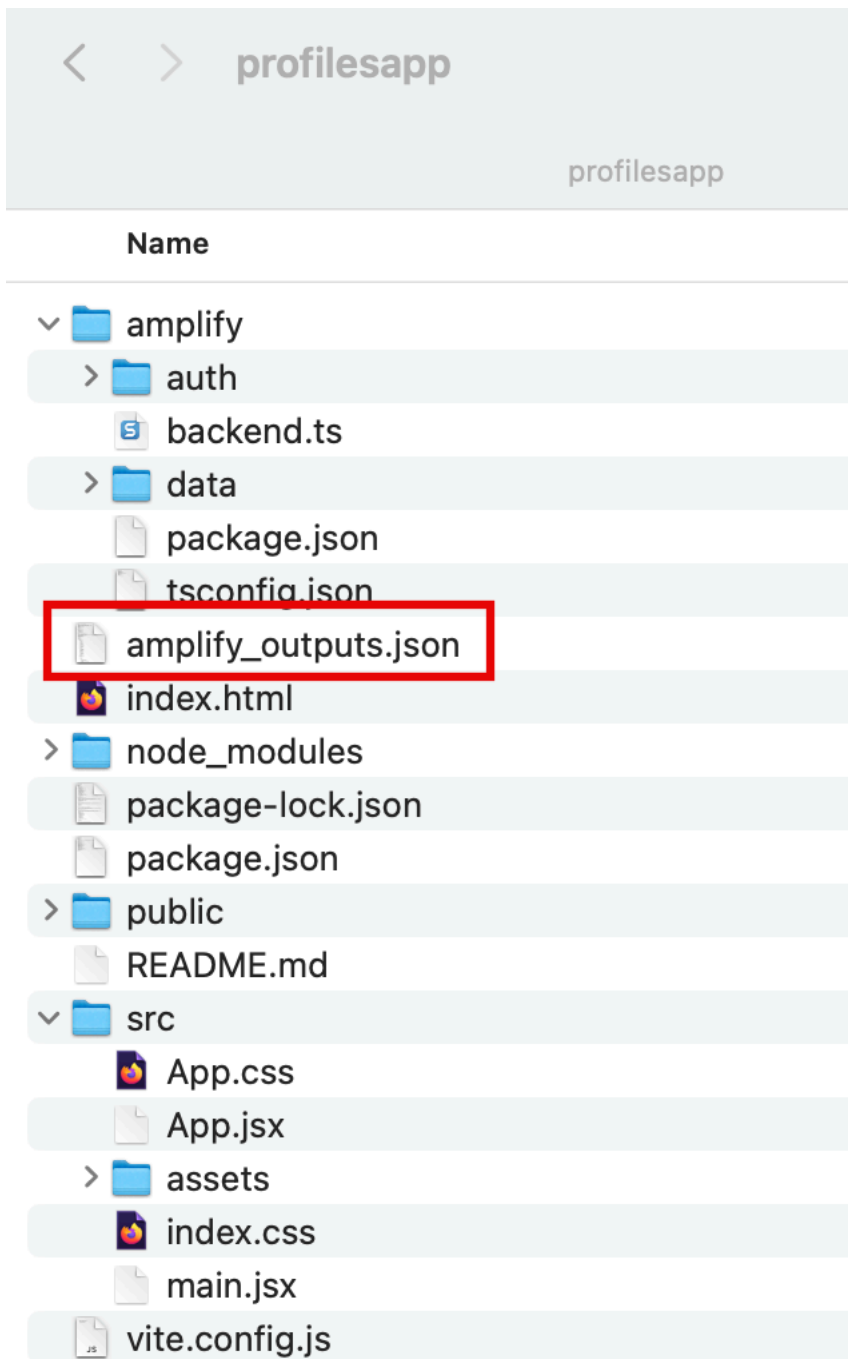 profilesapp
profilesapp
Name
amplify
auth
backend.ts
data
package.json
tsconfig.json
amplify_outputs.json
index.html
node_modules
package-lock.json
package.json
public
README.md
src
App.css
App.jsx
assets
index.css
main.jsx
JS vite.config.js